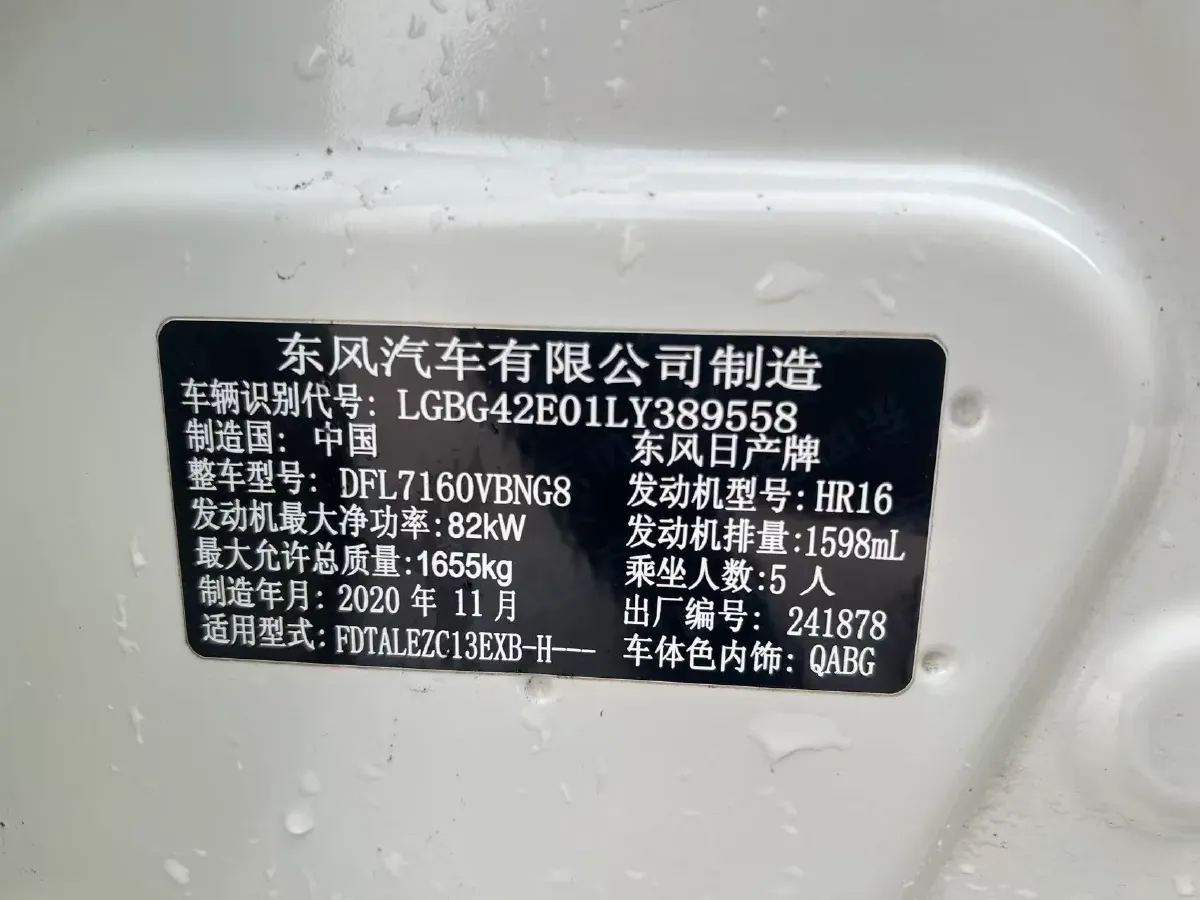 东风汽车有限公司制造
车辆识别代号: LGBG42E01LY389558
制造国: 中国 东风日产牌
整车型号: DFL7160VBNG8 发动机型号: HR16
发动机最大净功率:82kW 发动机排量:1598mL
最大允许总质量:1655kg 乘坐人数:5 人
制造年月: 2020 年 11 月 出厂编号: 241878
适用型式:FDTALEZC13EXB-H--- 车体色内饰: QABG